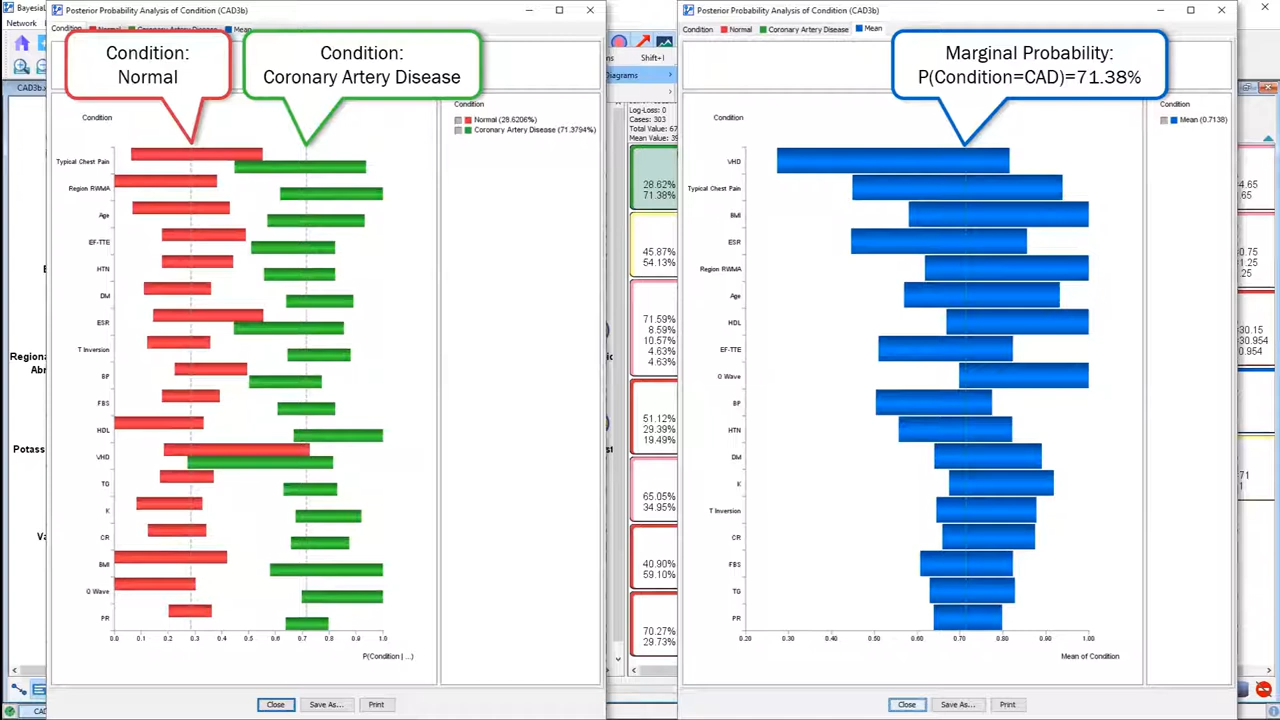 Posterior Probability Analysis of Condition (CAD3b)
Condition Normal Coronary Artery Disease Mean
Condition:
Normal
Condition:
Coronary Artery Disease
Condition
Condition
Normal (28.6206%)
Coronary Artery Disease (71.3794%)
Typical Chest Pain
Region RWMA
Age
EF-TTE
HTN
DM
ESR
T Inversion
BP
FBS
HDL
VHD
TG
K
CR
BMI
Q Wave
PR
0.0 0.1 0.2 0.3 0.4 0.5 0.6 0.7 0.8 0.9 1.0
P(Condition | ...)
Close Save As... Print
Network
CAD3b.x
Shift+I
Diagrams
Log-Loss: 0
Cases: 303
Total Value: 67
28.62%
71.38%
45.87%
54.13%
71.59%
8.59%
10.57%
4.63%
4.63%
51.12%
29.39%
19.49%
65.05%
34.95%
40.90%
59.10%
70.27%
29.73%
Posterior Probability Analysis of Condition (CAD3b)
Condition Normal Coronary Artery Disease Mean
Marginal Probability:
P(Condition=CAD)=71.38%
Condition
Condition
Mean (0.7138)
VHD
Typical Chest Pain
BMI
ESR
Region RWMA
Age
HDL
EF-TTE
Q Wave
BP
HTN
DM
K
T Inversion
CR
FBS
TG
PR
0.20 0.30 0.40 0.50 0.60 0.70 0.80 0.90 1.00
Mean of Condition
Close Save As... Print